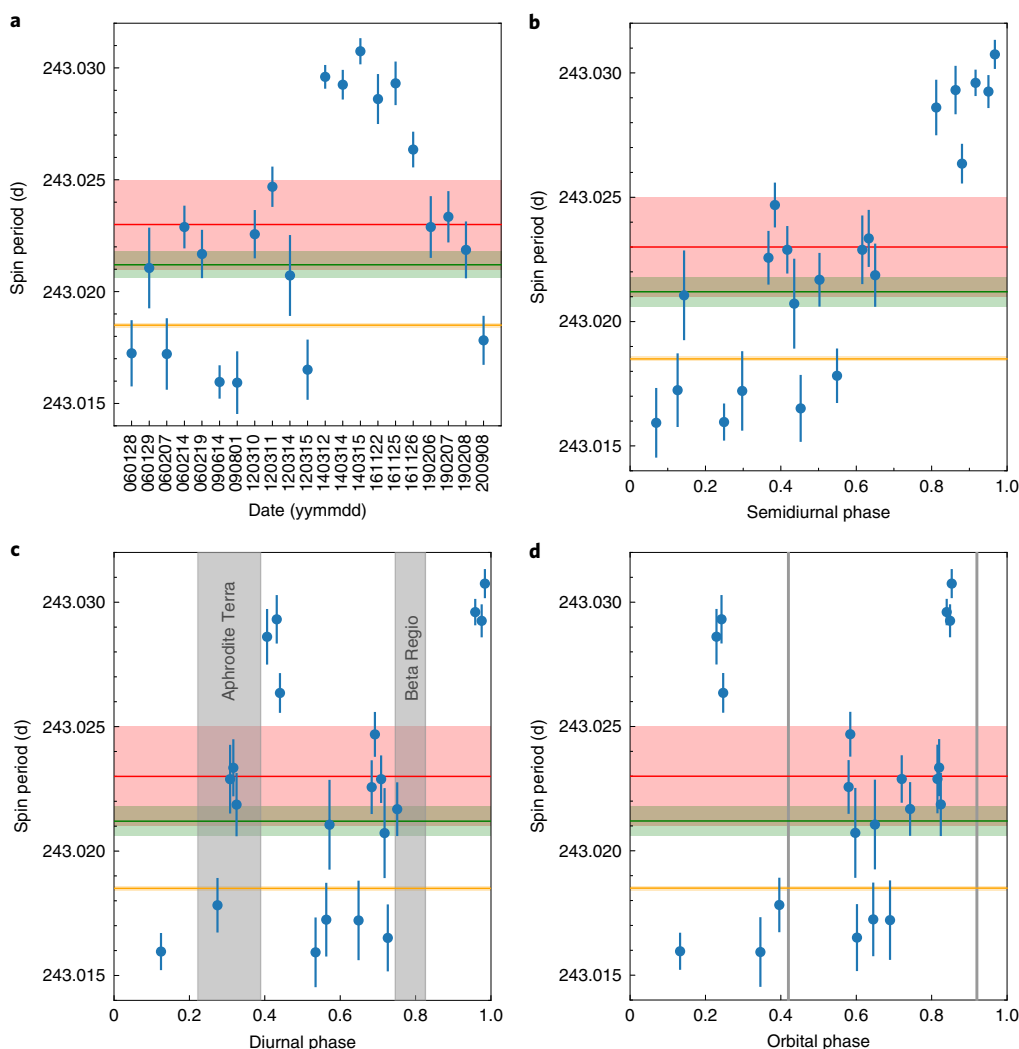 a
Spin period (d)
243.030
243.025
243.020
243.015
060128
060129
060207
060214
060219
090614
090801
120310
120311
120314
120315
140312
140314
140315
161122
161125
161126
190206
190207
190208
200908
Date (yymmdd)
b
Spin period (d)
243.030
243.025
243.020
243.015
0 0.2 0.4 0.6 0.8 1.0
Semidiurnal phase
c
Spin period (d)
243.030
243.025
243.020
243.015
Aphrodite Terra
Beta Regio
0 0.2 0.4 0.6 0.8 1.0
Diurnal phase
d
Spin period (d)
243.030
243.025
243.020
243.015
0 0.2 0.4 0.6 0.8 1.0
Orbital phase